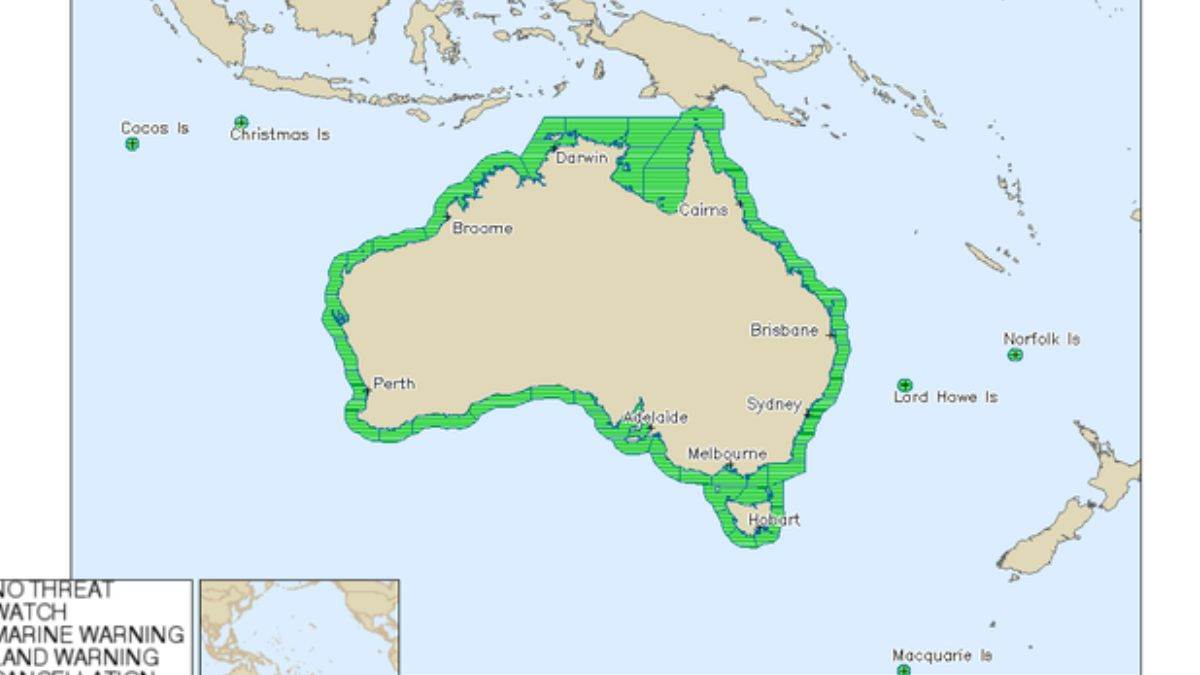 Cocos Is
Christmas Is
Darwin
Cairns
Broome
Brisbane
Norfolk Is
Perth
Lord Howe Is
Sydney
Adelaide
Melbourne
Hobart
NO THREAT
WATCH
MARINE WARNING
LAND WARNING
CANCELLATION
Macquarie Is